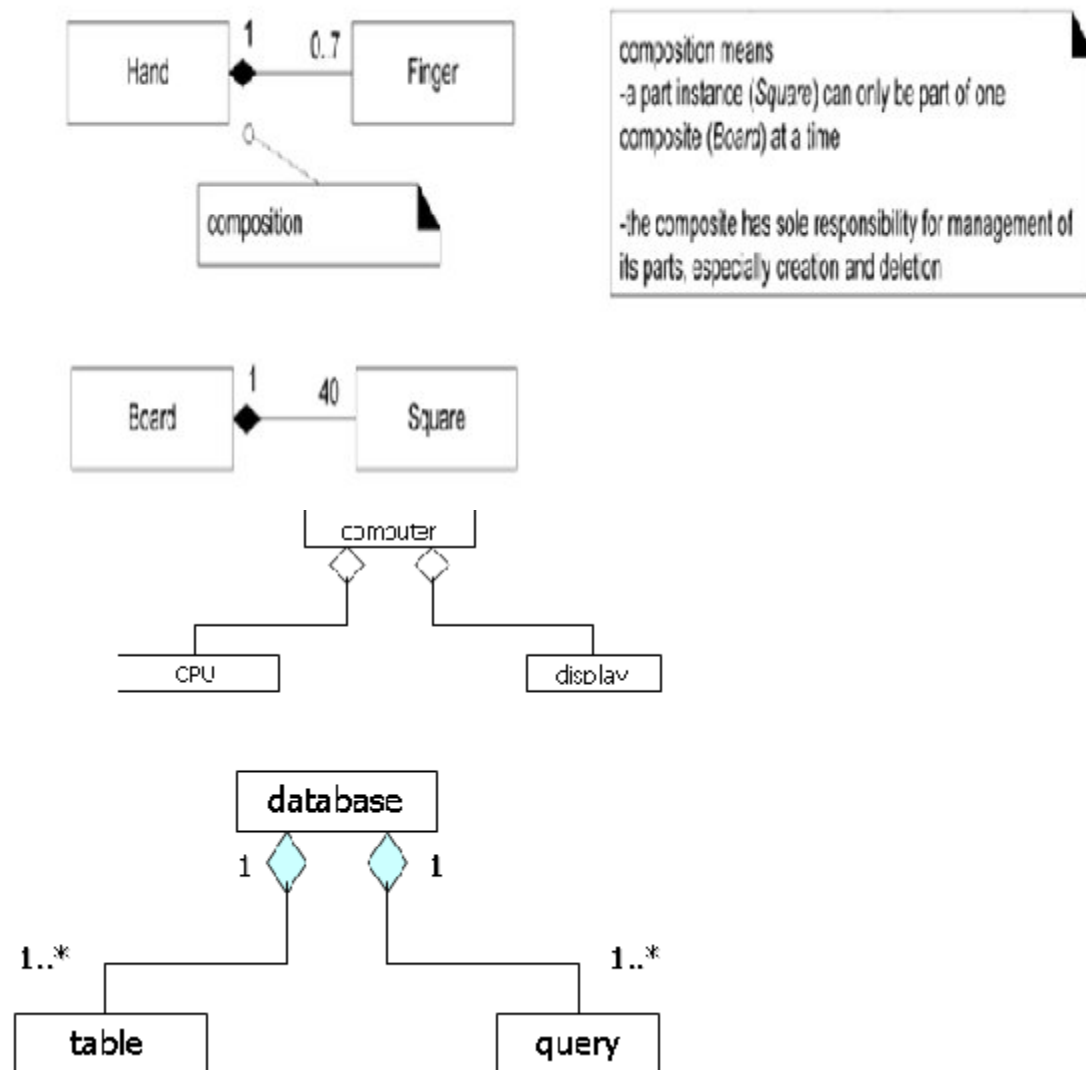 1
0..7
Hand
Finger
composition
composition means
-a part instance (Square) can only be part of one
composite (Board) at a time
-the composite has sole responsibility for management of
its parts, especially creation and deletion
1
40
Board
Square
computer
CPU
display
database
1
1
1..*
1..*
table
query